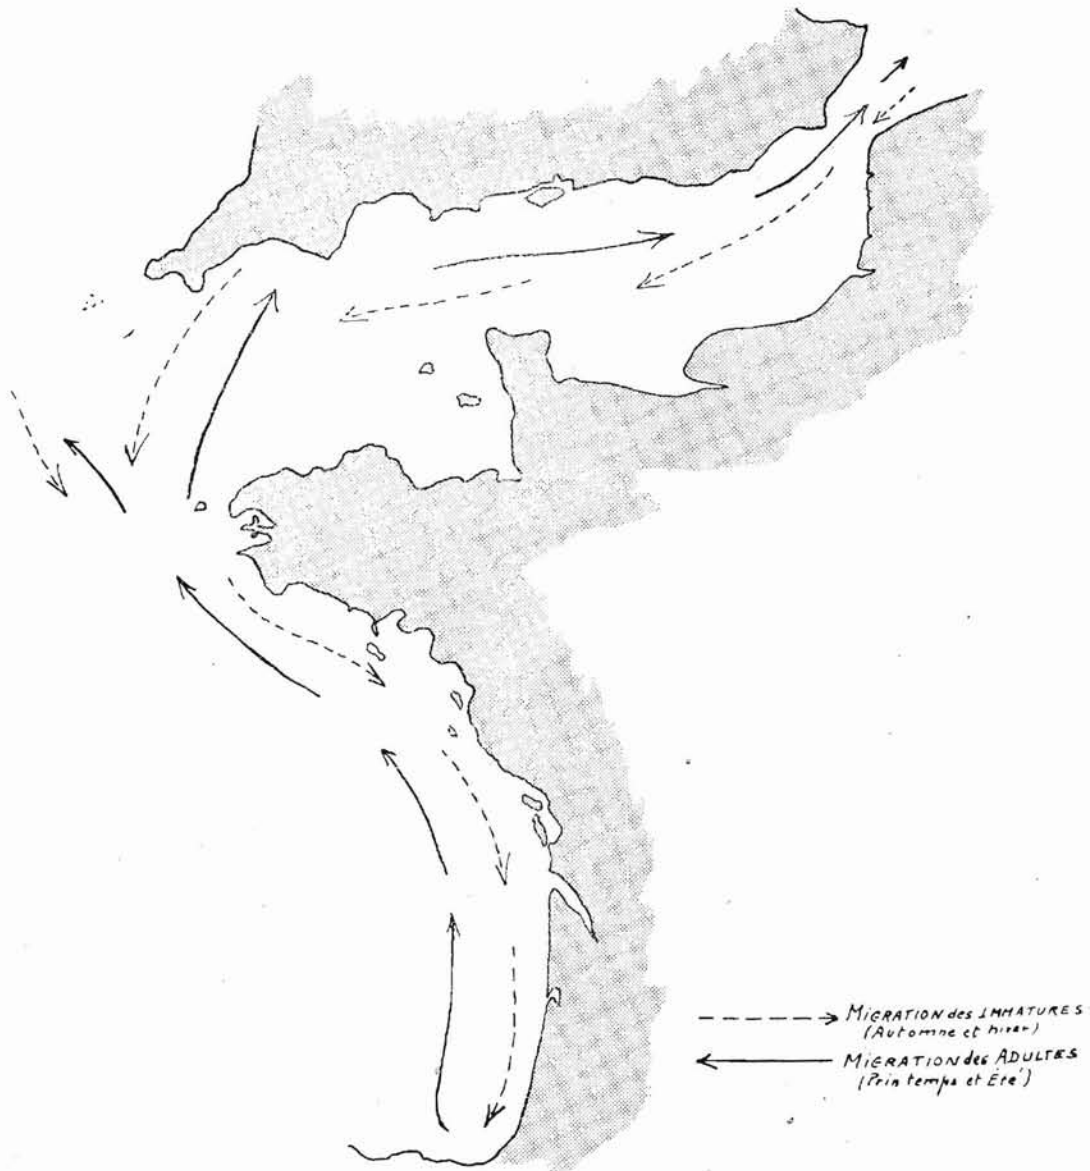 MIGRATION des IMMATURES
(Automne et hiver)
MIGRATION des ADULTES
(Printemps et Été)